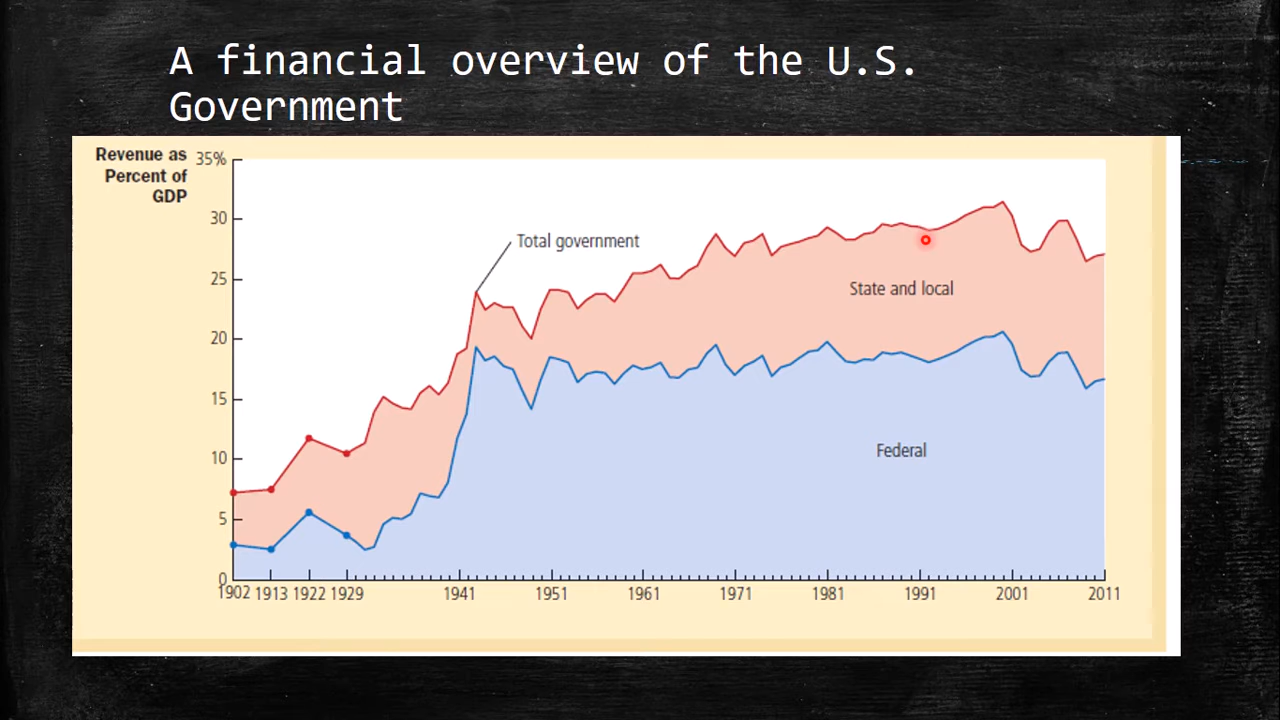 A financial overview of the U.S.
Government
Revenue as
Percent of
GDP
35%
30
25
20
15
10
5
0
Total government
State and local
Federal
1902 1913 1922 1929 1941 1951 1961 1971 1981 1991 2001 2011